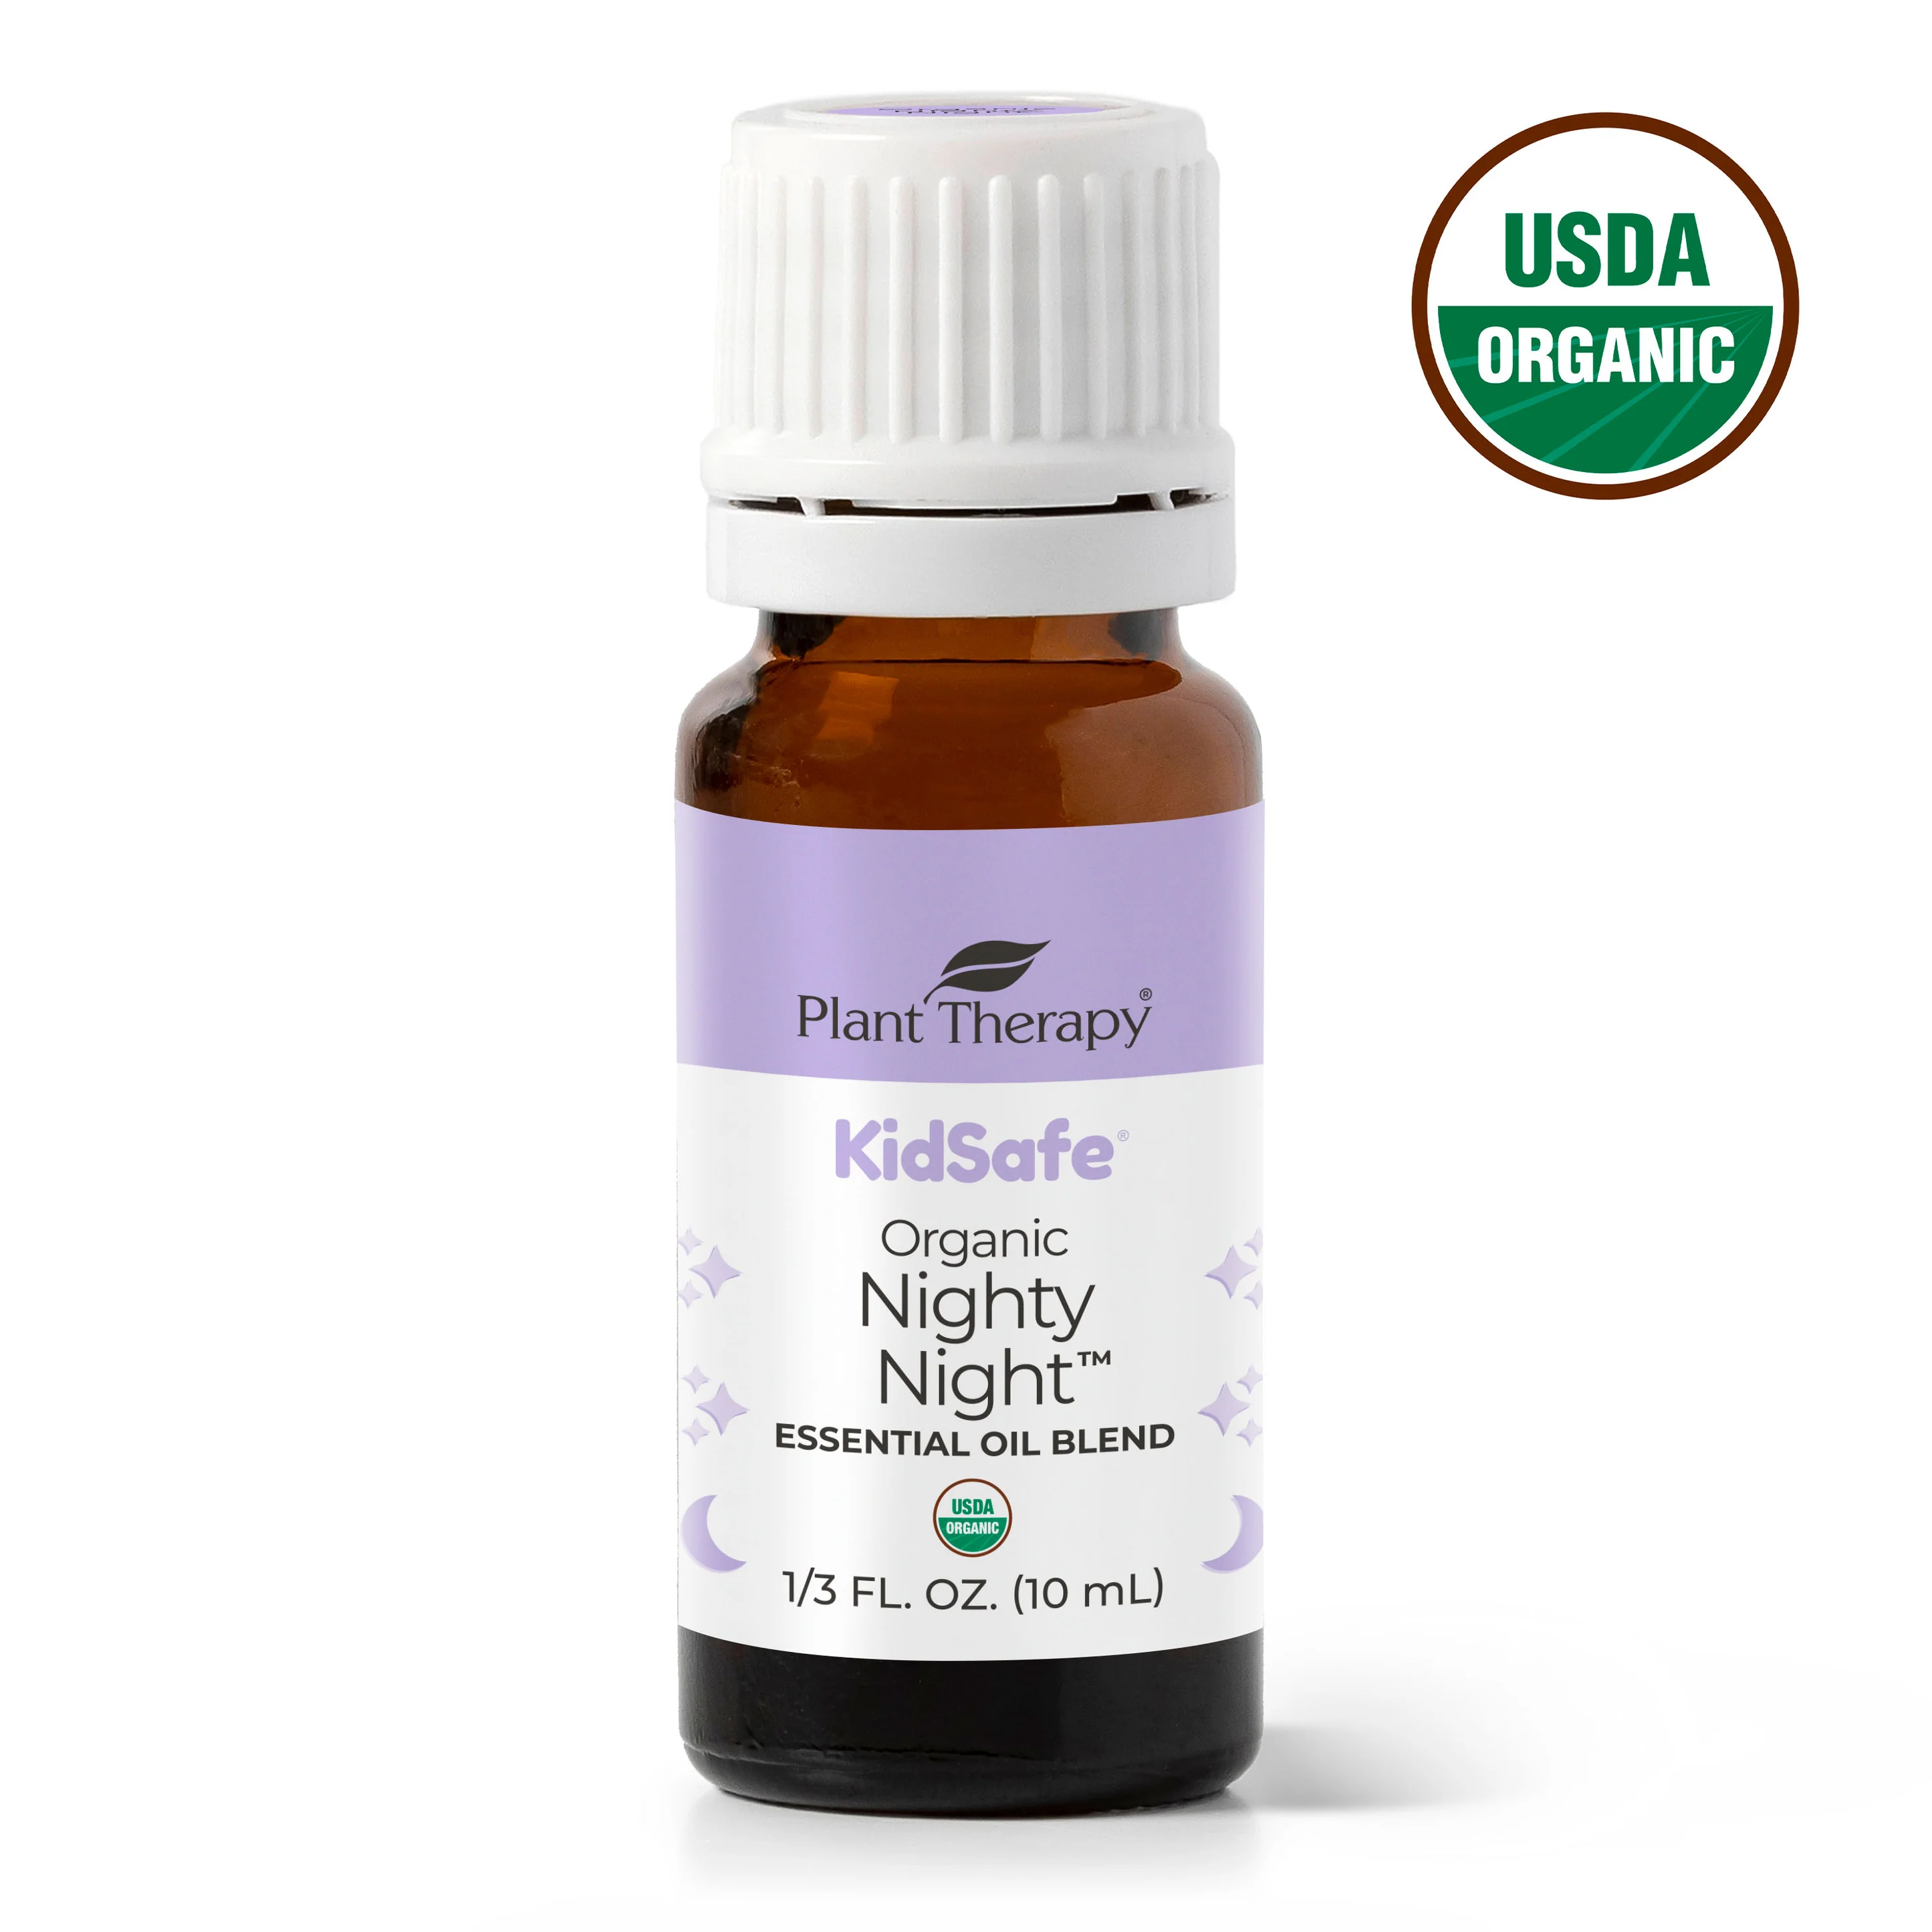 USDA
ORGANIC
Plant Therapy®
KidSafe®
Organic
Nighty
Night™
ESSENTIAL OIL BLEND
USDA
ORGANIC
1/3 FL. OZ. (10 mL)